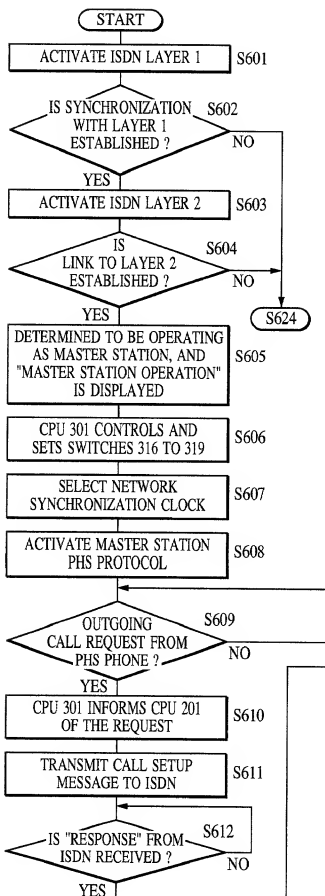 START
ACTIVATE ISDN LAYER 1
S601
IS SYNCHRONIZATION
WITH LAYER 1
ESTABLISHED ?
S602
NO
YES
ACTIVATE ISDN LAYER 2
S603
IS
LINK TO LAYER 2
ESTABLISHED ?
S604
NO
YES
S624
DETERMINED TO BE OPERATING
AS MASTER STATION, AND
"MASTER STATION OPERATION"
IS DISPLAYED
S605
CPU 301 CONTROLS AND
SETS SWITCHES 316 TO 319
S606
SELECT NETWORK
SYNCHRONIZATION CLOCK
S607
ACTIVATE MASTER STATION
PHS PROTOCOL
S608
OUTGOING
CALL REQUEST FROM
PHS PHONE ?
S609
NO
YES
CPU 301 INFORMS CPU 201
OF THE REQUEST
S610
TRANSMIT CALL SETUP
MESSAGE TO ISDN
S611
IS "RESPONSE" FROM
ISDN RECEIVED ?
S612
NO
YES